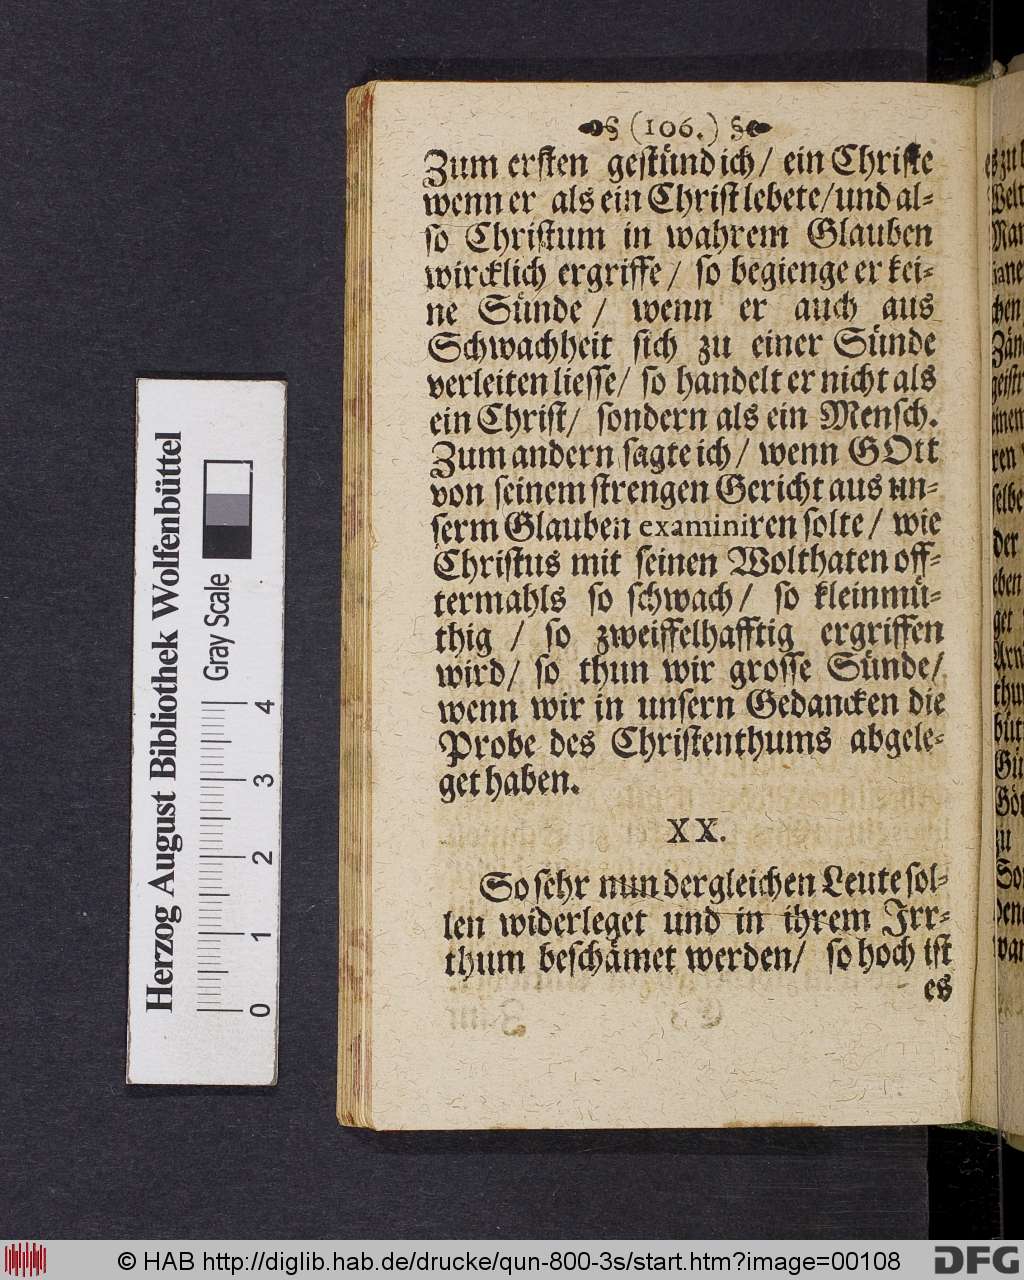 (106.)
Zum ersten gestünd ich / ein Christe
wenn er als ein Christ lebete / und al-
so Christum in wahrem Glauben
wircklich ergriffe / so begienge er kei-
ne Sünde / wenn er auch aus
Schwachheit sich zu einer Sünde
verleiten liesse / so handelt er nicht als
ein Christ / sondern als ein Mensch.
Zum andern sagte ich / wenn GOtt
von seinem strengen Gericht aus un-
serm Glauben examiniren solte / wie
Christus mit seinen Wolthaten off-
termahls so schwach / so kleinmü-
thig / so zweiffelhafftig ergriffen
wird / so thun wir grosse Sünde /
wenn wir in unsern Gedancken die
Probe des Christenthums abgele-
get haben.
XX.
So sehr nun dergleichen Leute sol-
len widerleget und in ihrem Irr-
thum beschämet werden / so hoch ist
es
Herzog August Bibliothek Wolfenbüttel
Gray Scale
0 1 2 3 4
© HAB http://diglib.hab.de/drucke/qun-800-3s/start.htm?image=00108
DFG